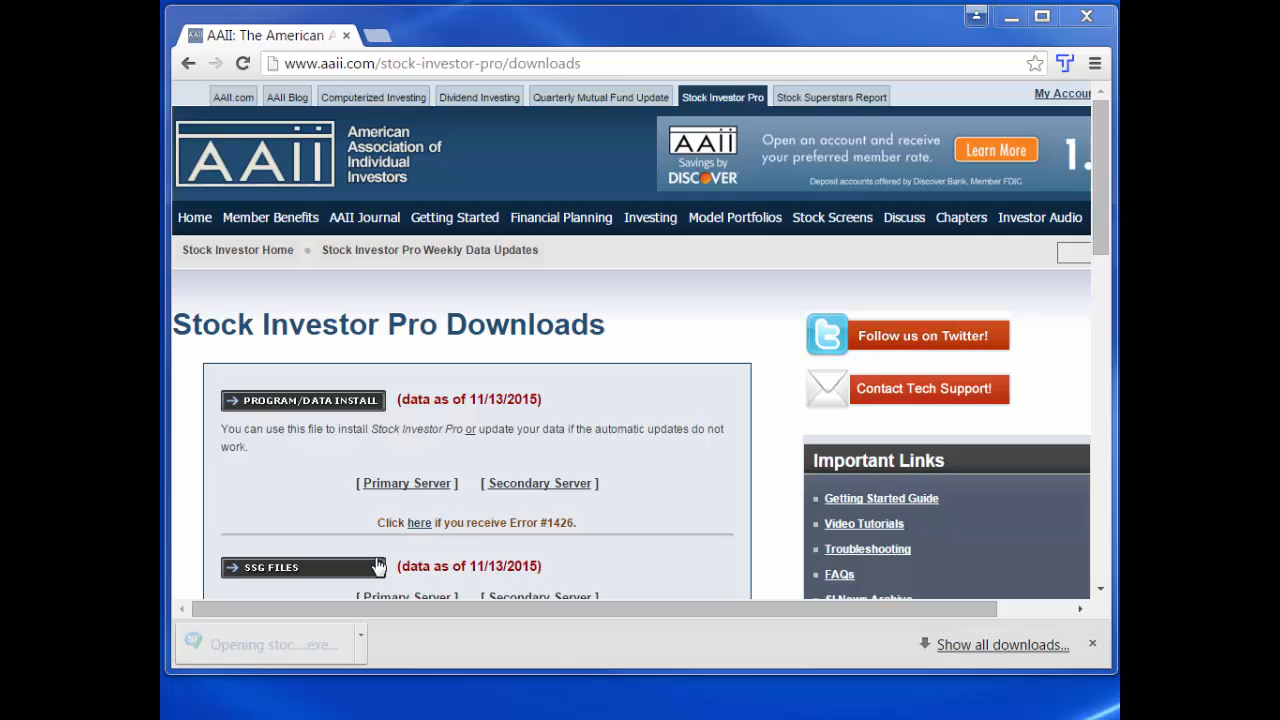 AAII: The American A
www.aaii.com/stock-investor-pro/downloads
AAII.com AAII Blog Computerized Investing Dividend Investing Quarterly Mutual Fund Update Stock Investor Pro Stock Superstars Report My Accou
AAII
American
Association of
Individual
Investors
AAII
Savings by
DISCOVER
Open an account and receive
your preferred member rate.
Learn More
Deposit accounts offered by Discover Bank, Member FDIC
1.
Home Member Benefits AAII Journal Getting Started Financial Planning Investing Model Portfolios Stock Screens Discuss Chapters Investor Audio
Stock Investor Home Stock Investor Pro Weekly Data Updates
Stock Investor Pro Downloads
PROGRAM/DATA INSTALL (data as of 11/13/2015)
You can use this file to install Stock Investor Pro or update your data if the automatic updates do not
work.
[ Primary Server ] [ Secondary Server ]
Click here if you receive Error #1426.
SSG FILES (data as of 11/13/2015)
[ Primary Server ] [ Secondary Server ]
Follow us on Twitter!
Contact Tech Support!
Important Links
Getting Started Guide
Video Tutorials
Troubleshooting
FAQs
SI News Archive
Opening stoc....exe...
Show all downloads...